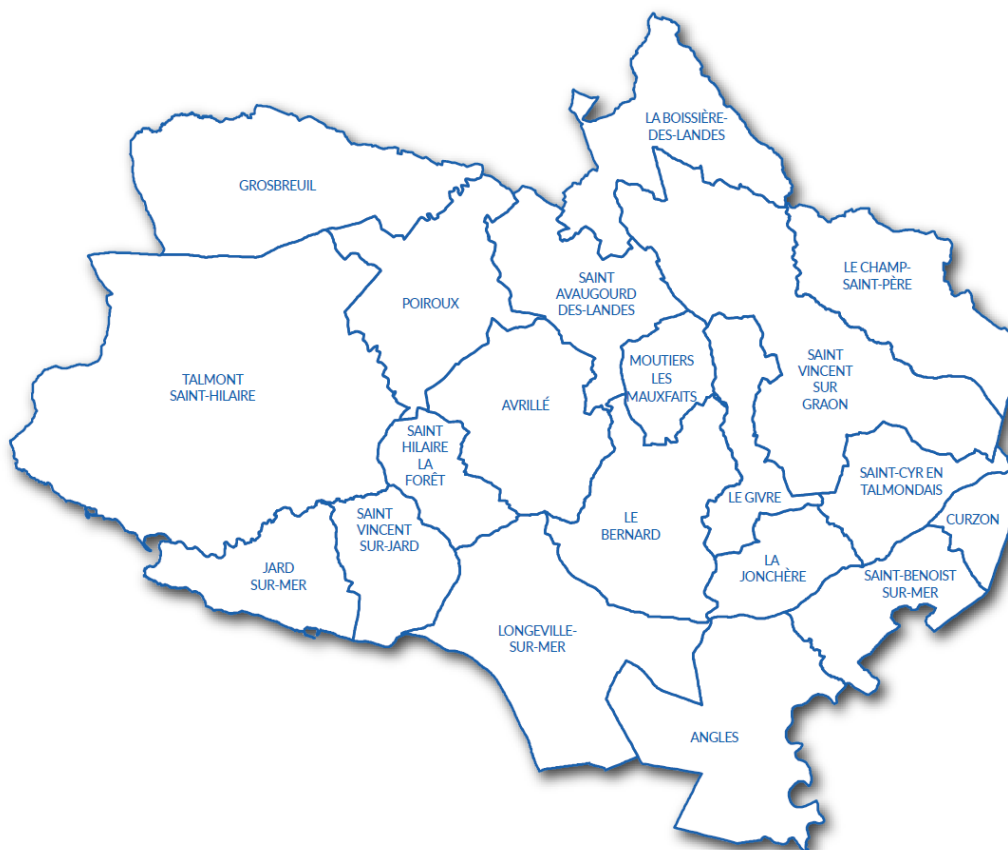 LA BOISSIÈRE-
DES-LANDES
GROSBREUIL
LE CHAMP-
SAINT-PÈRE
SAINT
AVAUGOURD
DES-LANDES
POIROUX
MOUTIERS
LES
MAUXFAITS
SAINT
VINCENT
SUR
GRAON
TALMONT
SAINT-HILAIRE
AVRILLÉ
SAINT
HILAIRE
LA
FORÊT
SAINT-CYR EN
TALMONDAIS
LE GIVRE
SAINT
VINCENT
SUR-JARD
LE
BERNARD
CURZON
LA
JONCHÈRE
JARD
SUR-MER
SAINT-BENOIST
SUR-MER
LONGEVILLE-
SUR-MER
ANGLES